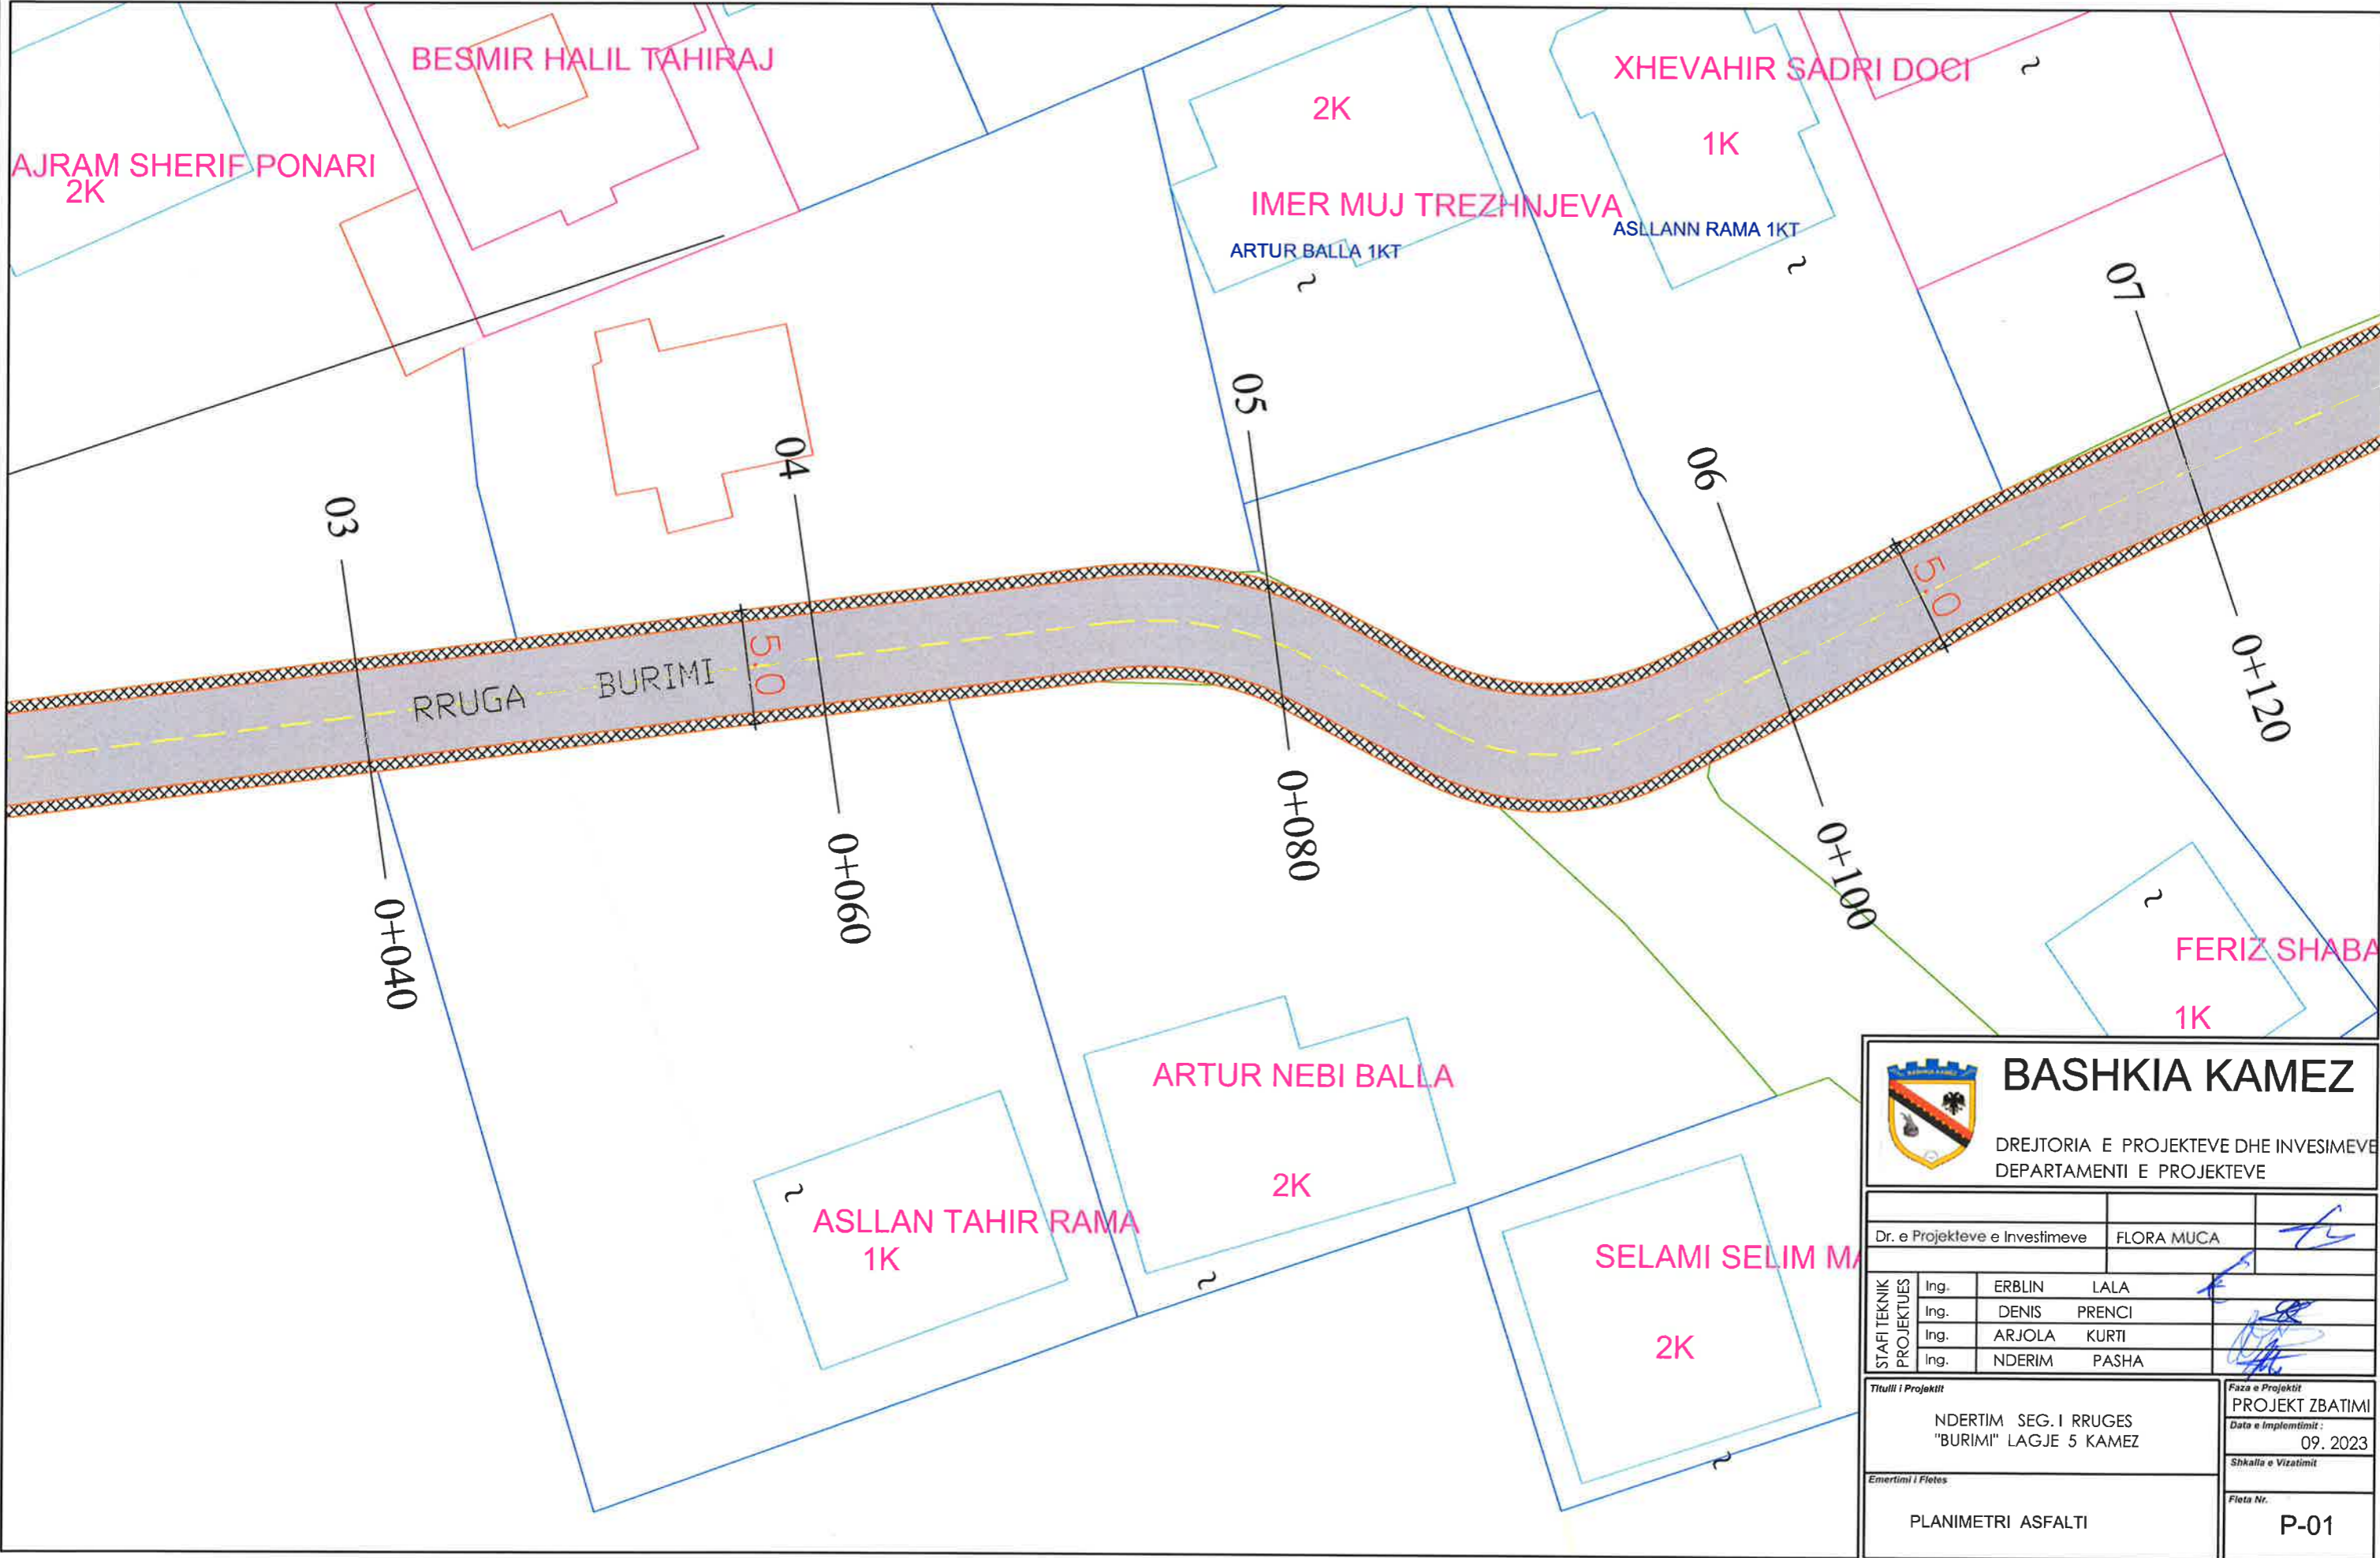 BESMIR HALIL TAHIRAJ
AJRAM SHERIF PONARI
2K
2K
IMER MUJ TREZHNJEVA
ARTUR BALLA 1KT
XHEVAHIR SADRI DOCI
1K
ASLLANN RAMA 1KT
03
04
05
06
07
RRUGA BURIMI
5.0
5.0
0+040
0+060
0+080
0+100
0+120
FERIZ SHABA
1K
ARTUR NEBI BALLA
2K
ASLLAN TAHIR RAMA
1K
SELAMI SELIM MA
2K
BASHKIA KAMEZ
BASHKIA KAMEZ
DREJTORIA E PROJEKTEVE DHE INVESIMEVE
DEPARTAMENTI E PROJEKTEVE
Dr. e Projekteve e Investimeve FLORA MUCA
STAFI TEKNIK
PROJEKTUES
Ing. ERBLIN LALA
Ing. DENIS PRENCI
Ing. ARJOLA KURTI
Ing. NDERIM PASHA
Titulli i Projektit
NDERTIM SEG. I RRUGES
"BURIMI" LAGJE 5 KAMEZ
Faza e Projektit
PROJEKT ZBATIMI
Data e Implemtimit :
09. 2023
Shkalla e Vizatimit
Emertimi i Fletes
PLANIMETRI ASFALTI
Fleta Nr.
P-01